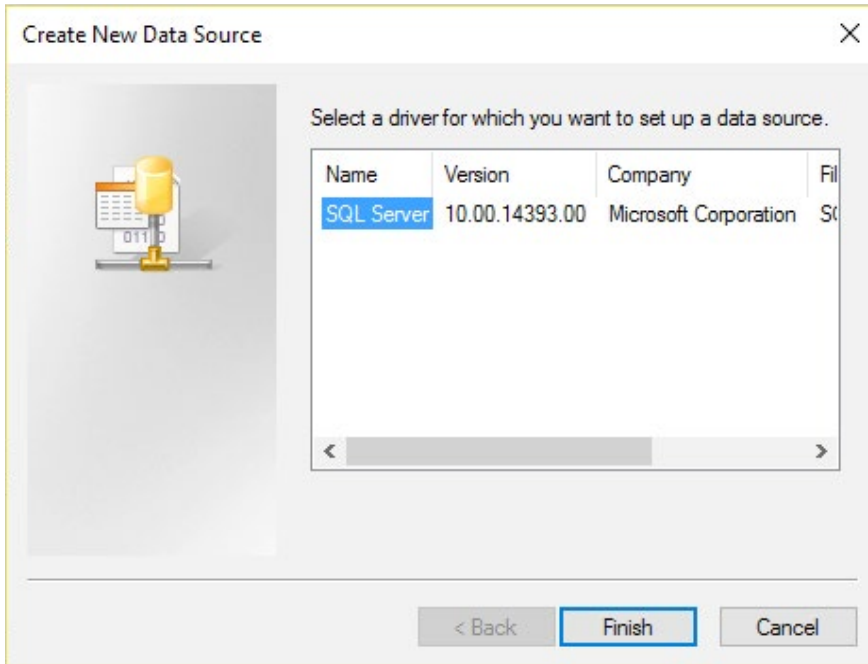 Create New Data Source
Select a driver for which you want to set up a data source.
Name Version Company Fil
SQL Server 10.00.14393.00 Microsoft Corporation S
< Back Finish Cancel